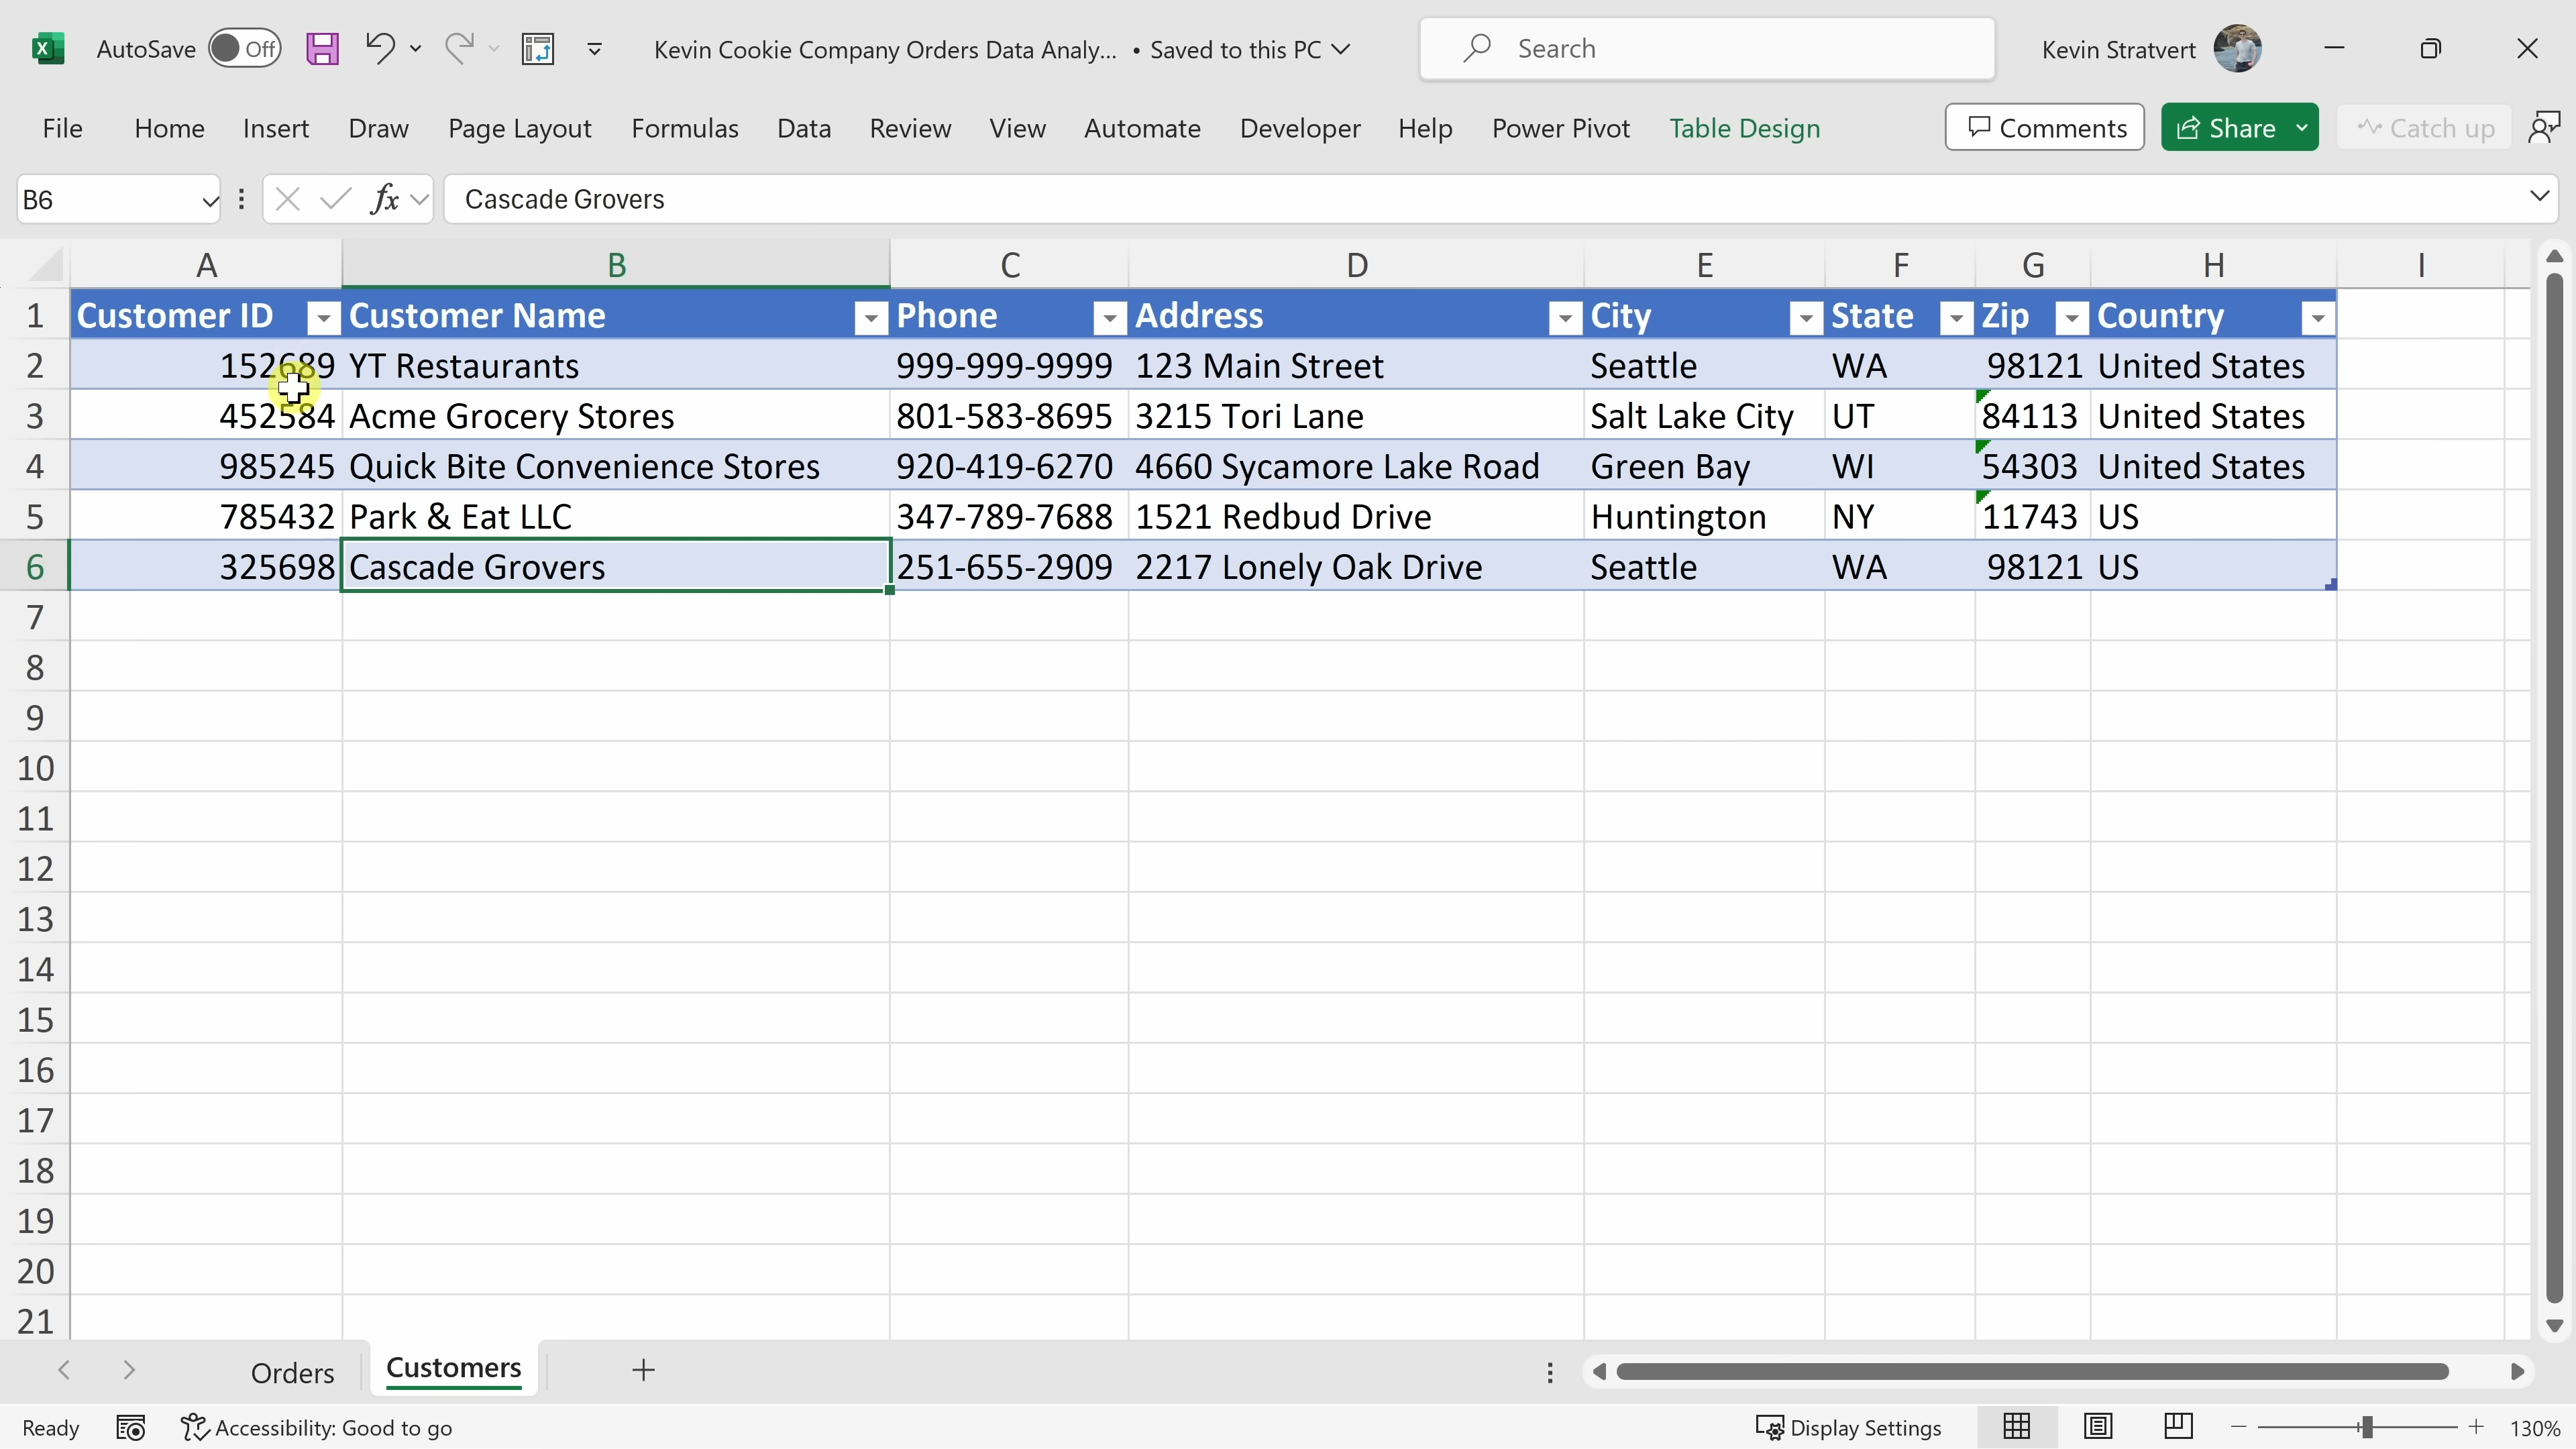 AutoSave Off Kevin Cookie Company Orders Data Analy... • Saved to this PC Search Kevin Stratvert
File Home Insert Draw Page Layout Formulas Data Review View Automate Developer Help Power Pivot Table Design Comments Share Catch up
B6 fx Cascade Grovers
A B C D E F G H I
1 Customer ID Customer Name Phone Address City State Zip Country
2 152689 YT Restaurants 999-999-9999 123 Main Street Seattle WA 98121 United States
3 452584 Acme Grocery Stores 801-583-8695 3215 Tori Lane Salt Lake City UT 84113 United States
4 985245 Quick Bite Convenience Stores 920-419-6270 4660 Sycamore Lake Road Green Bay WI 54303 United States
5 785432 Park & Eat LLC 347-789-7688 1521 Redbud Drive Huntington NY 11743 US
6 325698 Cascade Grovers 251-655-2909 2217 Lonely Oak Drive Seattle WA 98121 US
7
8
9
10
11
12
13
14
15
16
17
18
19
20
21
Orders Customers
Ready Accessibility: Good to go Display Settings 130%